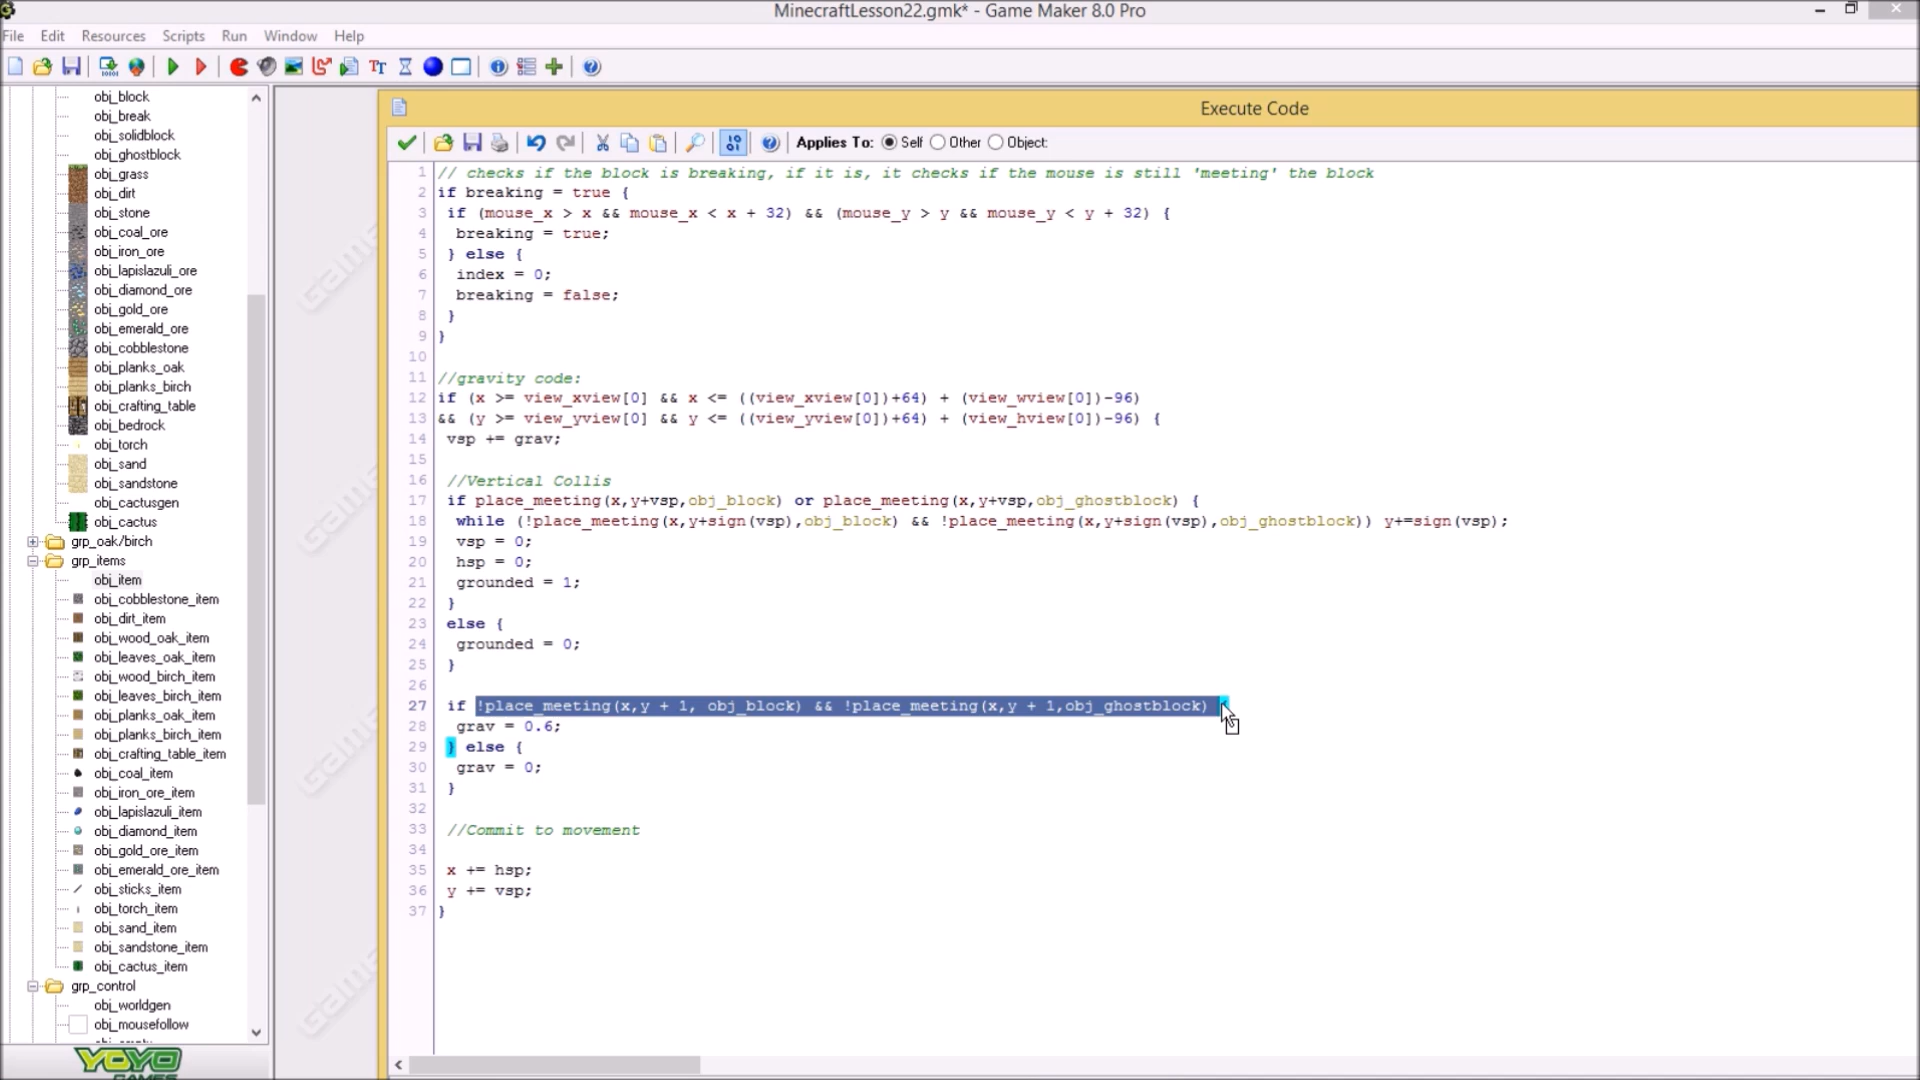 MinecraftLesson22.gmk* - Game Maker 8.0 Pro
File Edit Resources Scripts Run Window Help
obj_block
obj_break
obj_solidblock
obj_ghostblock
obj_grass
obj_dirt
obj_stone
obj_coal_ore
obj_iron_ore
obj_lapislazuli_ore
obj_diamond_ore
obj_gold_ore
obj_emerald_ore
obj_cobblestone
obj_planks_oak
obj_planks_birch
obj_crafting_table
obj_bedrock
obj_torch
obj_sand
obj_sandstone
obj_cactusgen
obj_cactus
grp_oak/birch
grp_items
obj_item
obj_cobblestone_item
obj_dirt_item
obj_wood_oak_item
obj_leaves_oak_item
obj_wood_birch_item
obj_leaves_birch_item
obj_planks_oak_item
obj_planks_birch_item
obj_crafting_table_item
obj_coal_item
obj_iron_ore_item
obj_lapislazuli_item
obj_diamond_item
obj_gold_ore_item
obj_emerald_ore_item
obj_sticks_item
obj_torch_item
obj_sand_item
obj_sandstone_item
obj_cactus_item
grp_control
obj_worldgen
obj_mousefollow
YOYO
GAMES
Execute Code
Applies To: Self Other Object:
1 // checks if the block is breaking, if it is, it checks if the mouse is still 'meeting' the block
2 if breaking = true {
3 if (mouse_x > x && mouse_x < x + 32) && (mouse_y > y && mouse_y < y + 32) {
4 breaking = true;
5 } else {
6 index = 0;
7 breaking = false;
8 }
9 }
10
11 //gravity code:
12 if (x >= view_xview[0] && x <= ((view_xview[0])+64) + (view_wview[0])-96)
13 && (y >= view_yview[0] && y <= ((view_yview[0])+64) + (view_hview[0])-96) {
14 vsp += grav;
15
16 //Vertical Collis
17 if place_meeting(x,y+vsp,obj_block) or place_meeting(x,y+vsp,obj_ghostblock) {
18 while (!place_meeting(x,y+sign(vsp),obj_block) && !place_meeting(x,y+sign(vsp),obj_ghostblock)) y+=sign(vsp);
19 vsp = 0;
20 hsp = 0;
21 grounded = 1;
22 }
23 else {
24 grounded = 0;
25 }
26
27 if !place_meeting(x,y + 1, obj_block) && !place_meeting(x,y + 1,obj_ghostblock) {
28 grav = 0.6;
29 } else {
30 grav = 0;
31 }
32
33 //Commit to movement
34
35 x += hsp;
36 y += vsp;
37 }